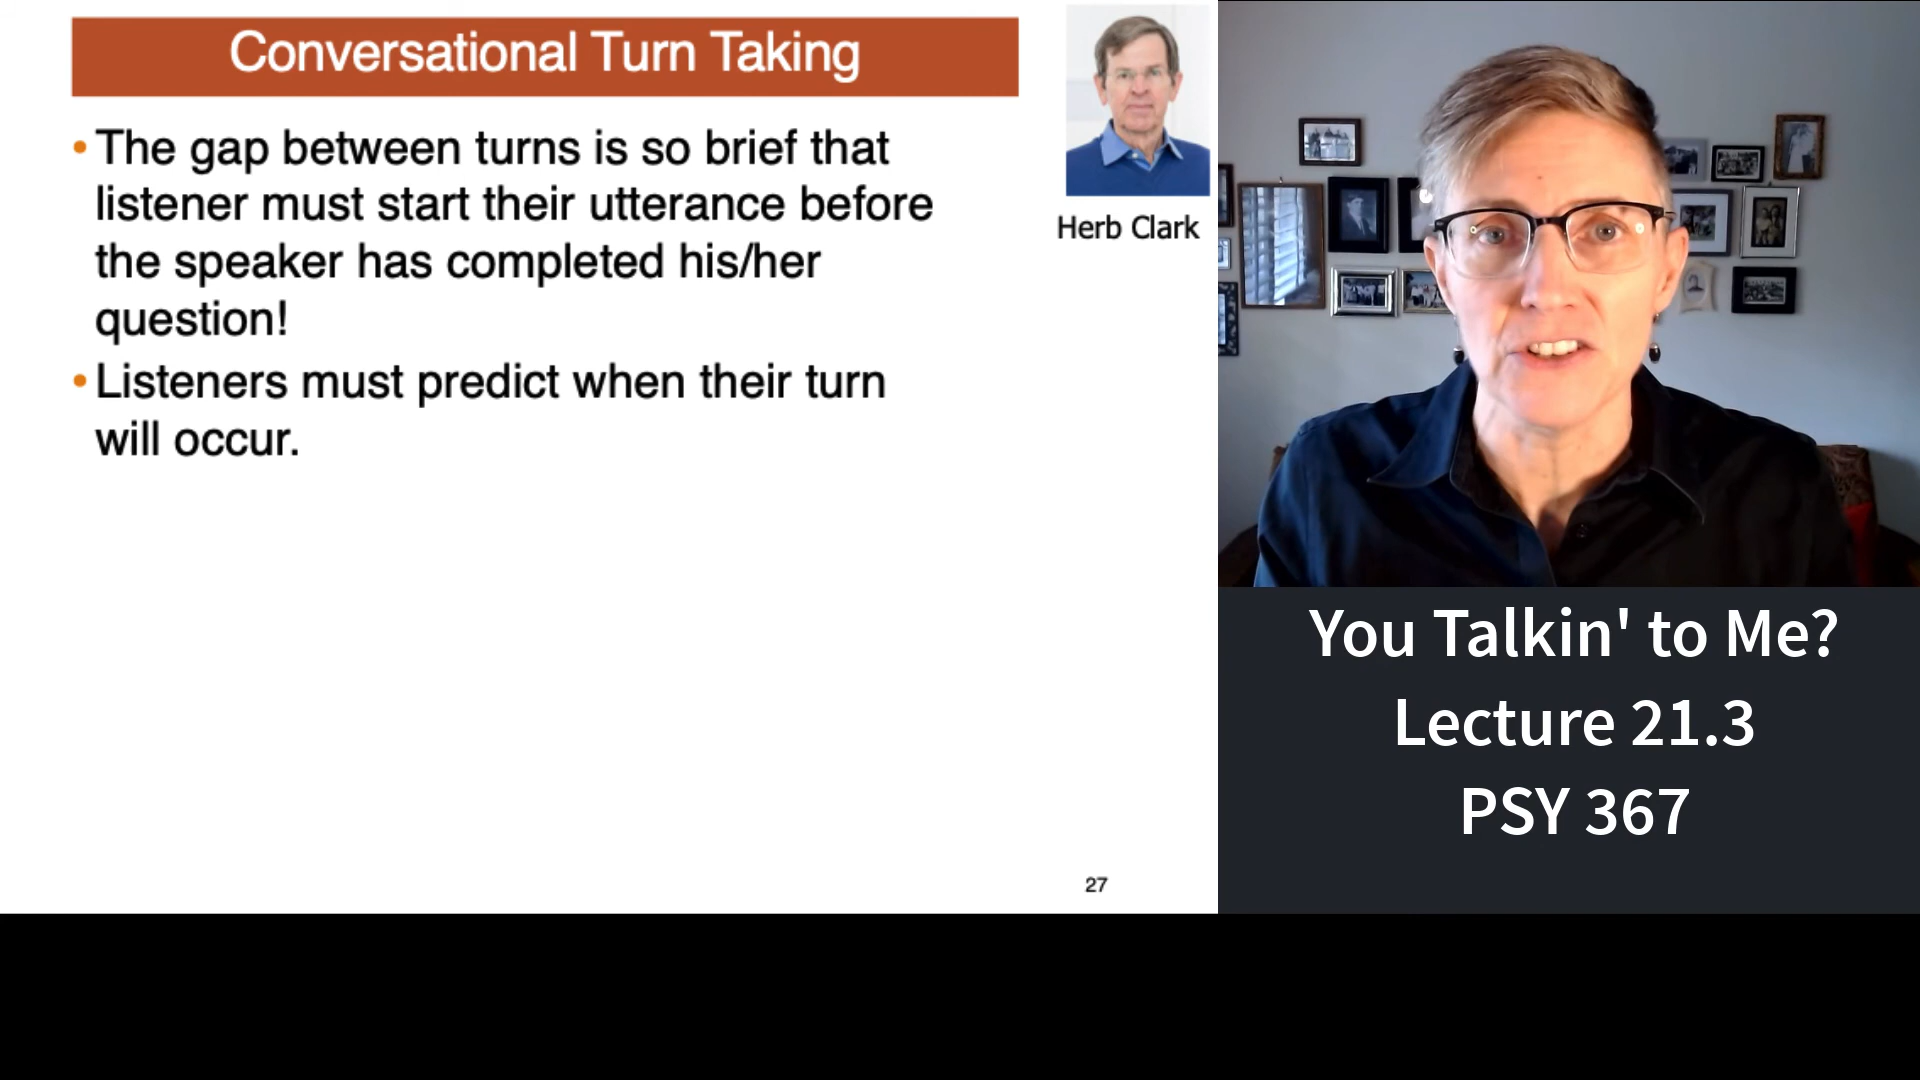 Conversational Turn Taking
• The gap between turns is so brief that
listener must start their utterance before
the speaker has completed his/her
question!
• Listeners must predict when their turn
will occur.
Herb Clark
27
You Talkin' to Me?
Lecture 21.3
PSY 367